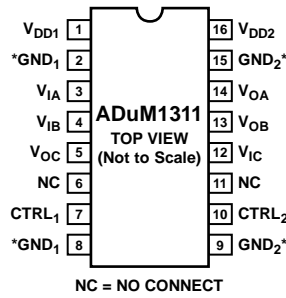 VDD1 1 16 VDD2
*GND1 2 15 GND2*
VIA 3 14 VOA
VIB 4 13 VOB
VOC 5 12 VIC
NC 6 11 NC
CTRL1 7 10 CTRL2
*GND1 8 9 GND2*
ADuM1311
TOP VIEW
(Not to Scale)
NC = NO CONNECT